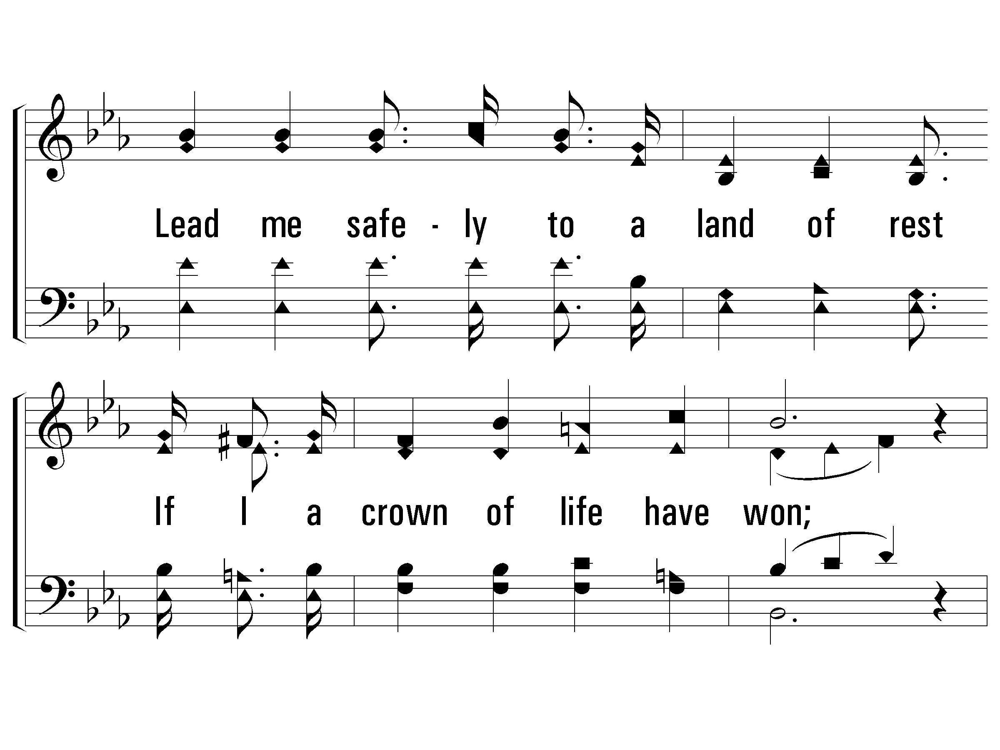 Lead me safe - ly to a land of rest
If I a crown of life have won;